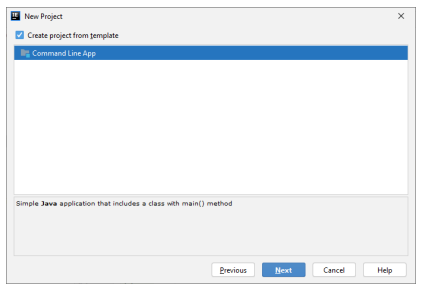 New Project
Create project from template
Command Line App
Simple Java application that includes a class with main() method
Previous Next Cancel Help